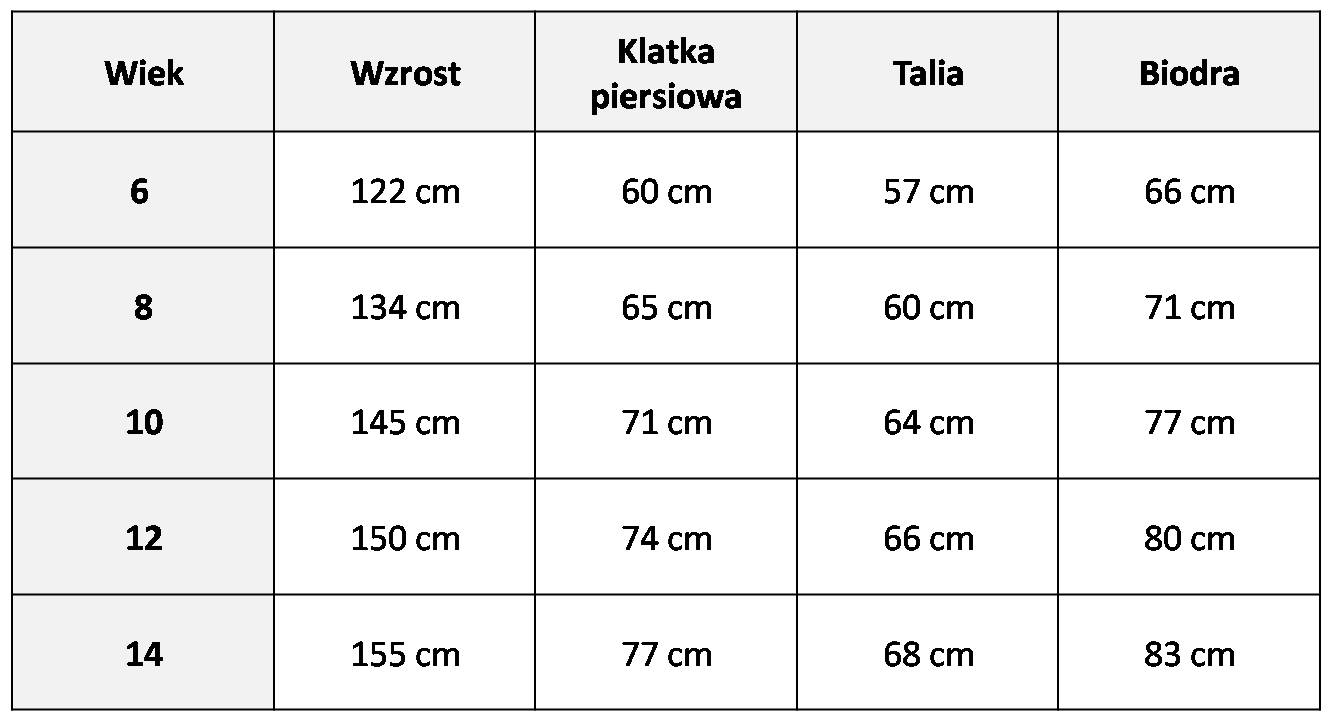 Wiek Wzrost Klatka piersiowa Talia Biodra
6 122 cm 60 cm 57 cm 66 cm
8 134 cm 65 cm 60 cm 71 cm
10 145 cm 71 cm 64 cm 77 cm
12 150 cm 74 cm 66 cm 80 cm
14 155 cm 77 cm 68 cm 83 cm